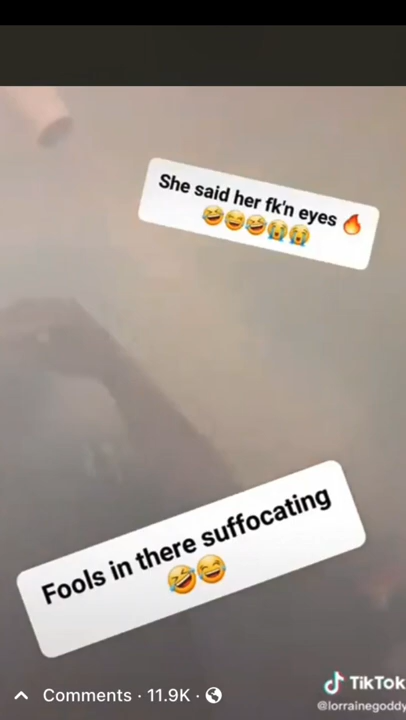 She said her fk'n eyes 🔥
🤣😅🤣😭😭
Fools in there suffocating
🤣😂
Comments · 11.9K ·
TikTok
@lorrainegoddy